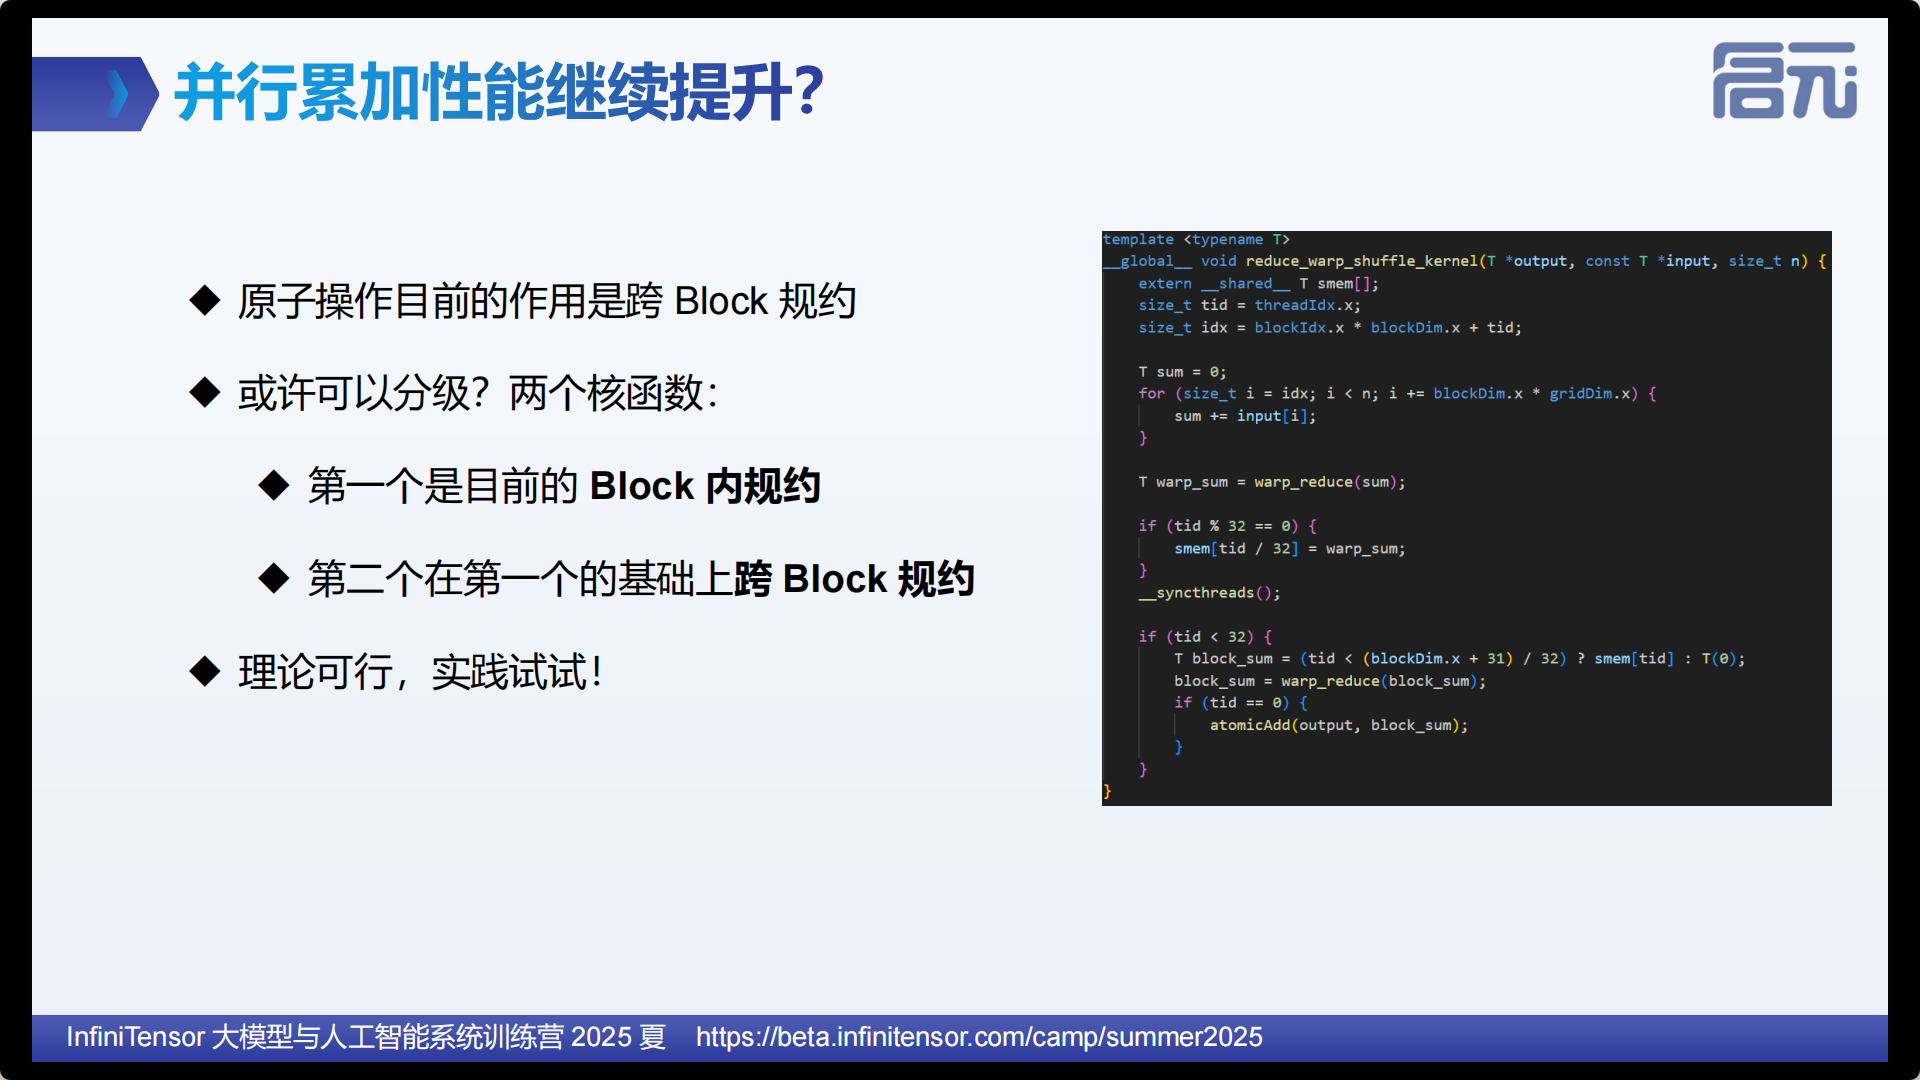 并行累加性能继续提升？
启元
原子操作目前的作用是跨 Block 规约
或许可以分级？两个核函数：
第一个是目前的 Block 内规约
第二个在第一个的基础上跨 Block 规约
理论可行，实践试试！
template <typename T>
__global__ void reduce_warp_shuffle_kernel(T *output, const T *input, size_t n) {
    extern __shared__ T smem[];
    size_t tid = threadIdx.x;
    size_t idx = blockIdx.x * blockDim.x + tid;
    T sum = 0;
    for (size_t i = idx; i < n; i += blockDim.x * gridDim.x) {
        sum += input[i];
    }
    T warp_sum = warp_reduce(sum);
    if (tid % 32 == 0) {
        smem[tid / 32] = warp_sum;
    }
    __syncthreads();
    if (tid < 32) {
        T block_sum = (tid < (blockDim.x + 31) / 32) ? smem[tid] : T(0);
        block_sum = warp_reduce(block_sum);
        if (tid == 0) {
            atomicAdd(output, block_sum);
        }
    }
}
InfiniTensor 大模型与人工智能系统训练营 2025 夏 https://beta.infinitensor.com/camp/summer2025